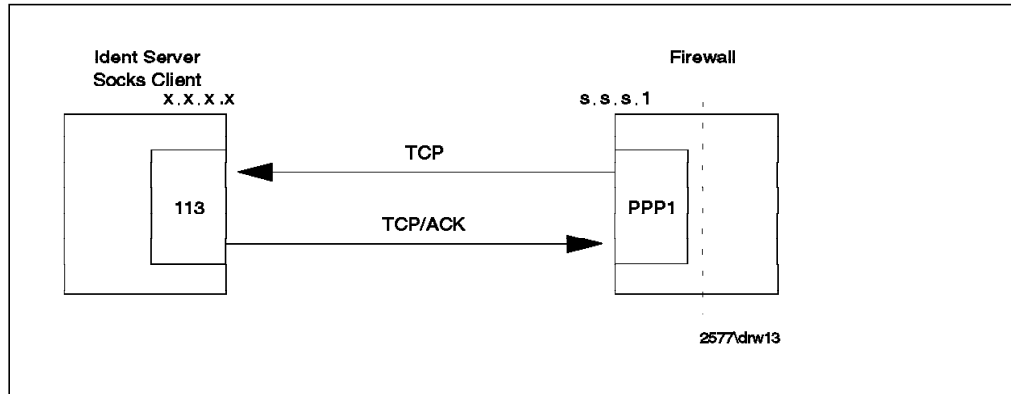 Ident Server
Socks Client
x.x.x.x
Firewall
s.s.s.1
TCP
113
PPP1
TCP/ACK
2577\drw13